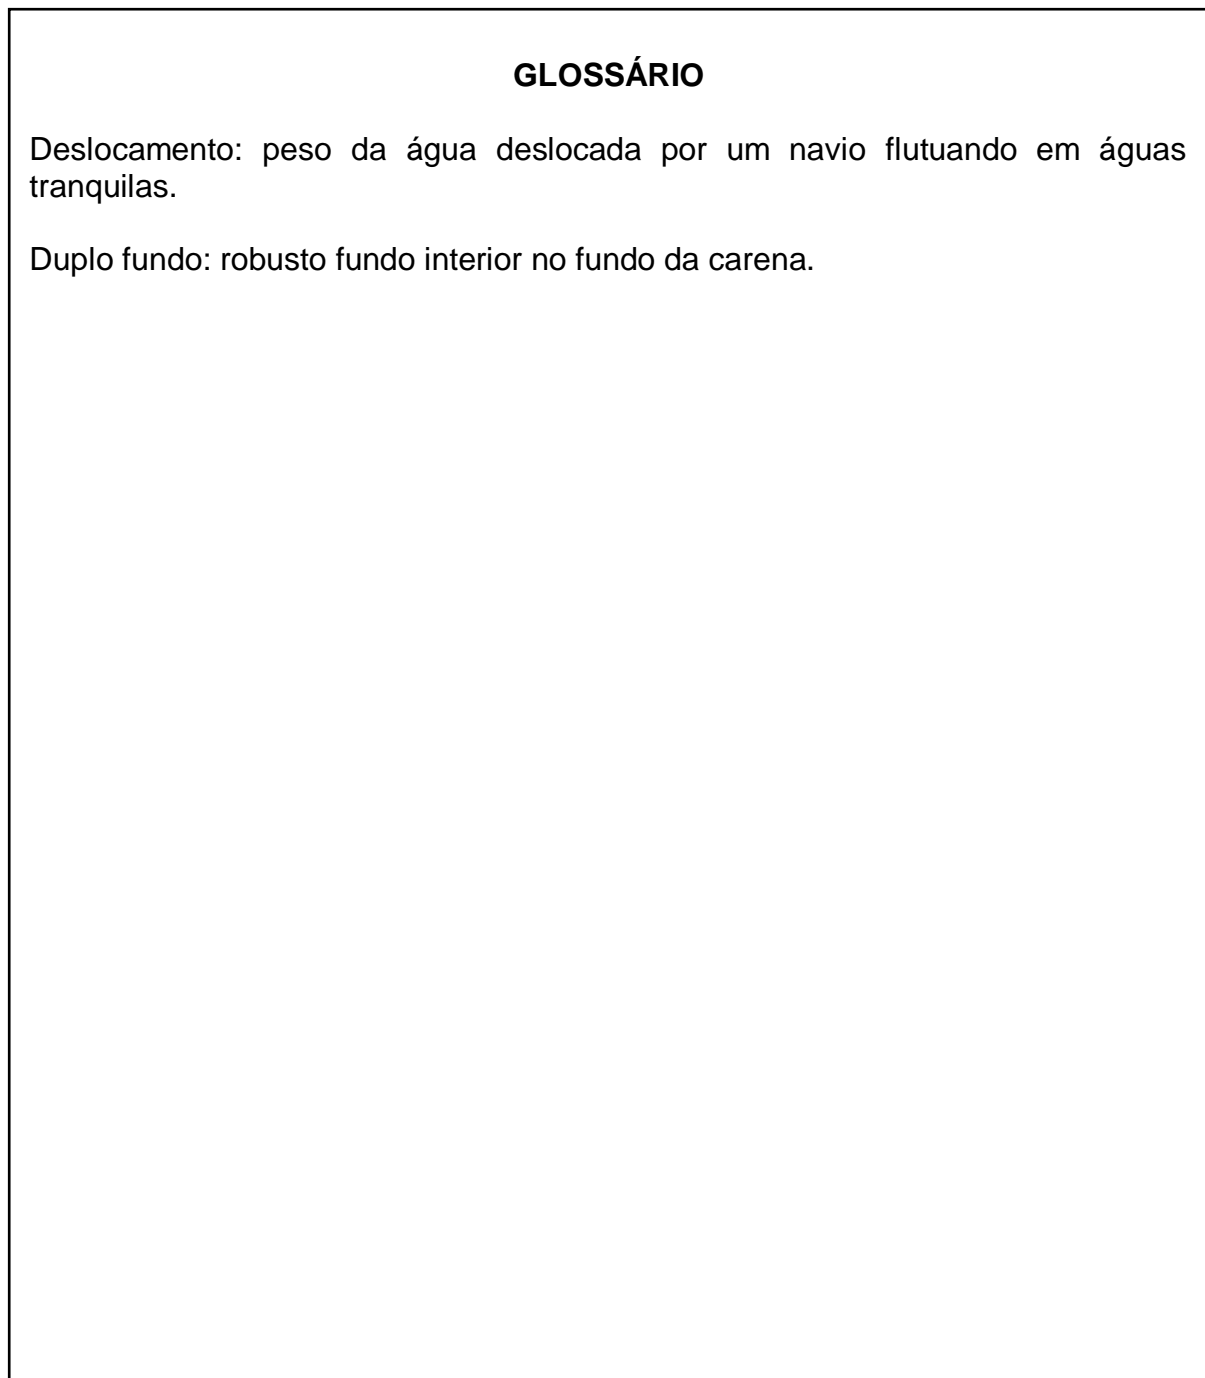 GLOSSÁRIO
Deslocamento: peso da água deslocada por um navio flutuando em águas
tranquilas.
Duplo fundo: robusto fundo interior no fundo da carena.